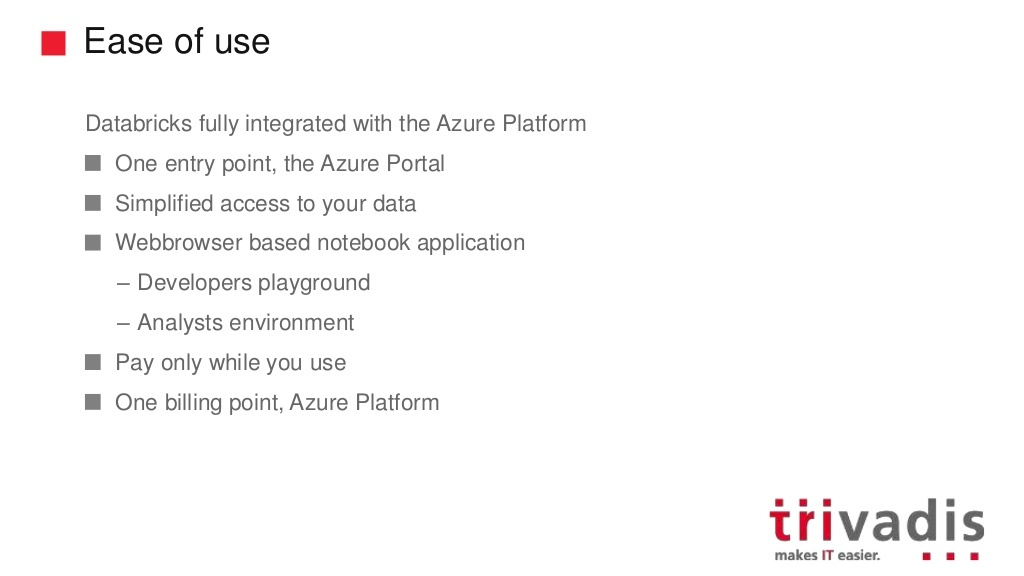 Ease of use
Databricks fully integrated with the Azure Platform
One entry point, the Azure Portal
Simplified access to your data
Webbrowser based notebook application
– Developers playground
– Analysts environment
Pay only while you use
One billing point, Azure Platform
trivadis
makes IT easier.